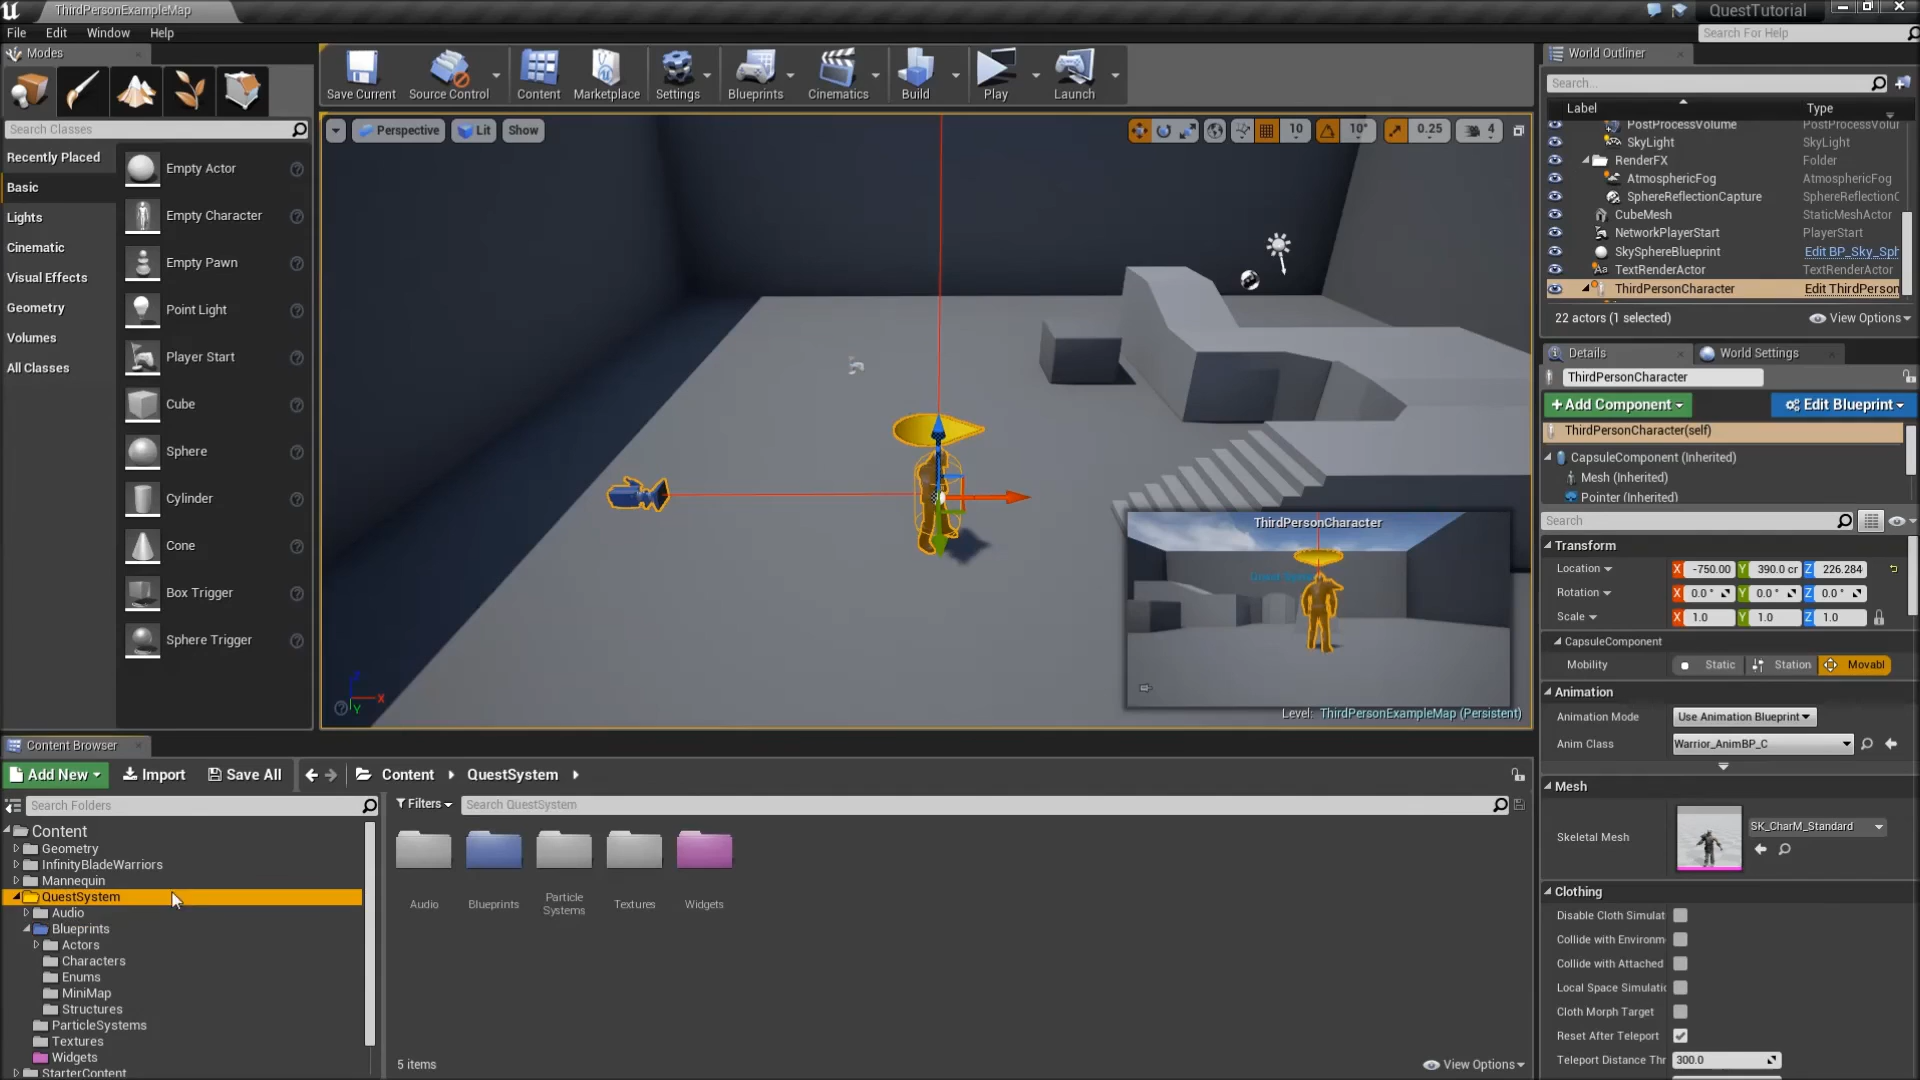 ThirdPersonExampleMap
QuestTutorial
File Edit Window Help
Search For Help
Modes
Search Classes
Recently Placed
Basic
Lights
Cinematic
Visual Effects
Geometry
Volumes
All Classes
Empty Actor
Empty Character
Empty Pawn
Point Light
Player Start
Cube
Sphere
Cylinder
Cone
Box Trigger
Sphere Trigger
Save Current Source Control Content Marketplace Settings Blueprints Cinematics Build Play Launch
Perspective Lit Show
10 10° 0.25 4
ThirdPersonCharacter
Level: ThirdPersonExampleMap (Persistent)
World Outliner
Search...
Label Type
PostProcessVolume PostProcessVolur
SkyLight SkyLight
RenderFX Folder
AtmosphericFog AtmosphericFog
SphereReflectionCapture SphereReflectionC
CubeMesh StaticMeshActor
NetworkPlayerStart PlayerStart
SkySphereBlueprint Edit BP_Sky_Sph
TextRenderActor TextRenderActor
ThirdPersonCharacter Edit ThirdPerson
22 actors (1 selected) View Options
Details World Settings
ThirdPersonCharacter
+Add Component Edit Blueprint
ThirdPersonCharacter(self)
CapsuleComponent (Inherited)
Mesh (Inherited)
Pointer (Inherited)
Search
Transform
Location X -750.00 Y 390.0 cr Z 226.284
Rotation X 0.0 ° Y 0.0 ° Z 0.0 °
Scale X 1.0 Y 1.0 Z 1.0
CapsuleComponent
Mobility Static Station Movabl
Animation
Animation Mode Use Animation Blueprint
Anim Class Warrior_AnimBP_C
Mesh
Skeletal Mesh SK_CharM_Standard
Clothing
Disable Cloth Simulat
Collide with Environm
Collide with Attached
Local Space Simulatic
Cloth Morph Target
Reset After Teleport
Teleport Distance Thr 300.0
Content Browser
Add New Import Save All Content QuestSystem
Search Folders
Filters Search QuestSystem
Content
Geometry
InfinityBladeWarriors
Mannequin
QuestSystem
Audio
Blueprints
Actors
Characters
Enums
MiniMap
Structures
ParticleSystems
Textures
Widgets
StarterContent
Audio Blueprints Particle Systems Textures Widgets
5 items View Options